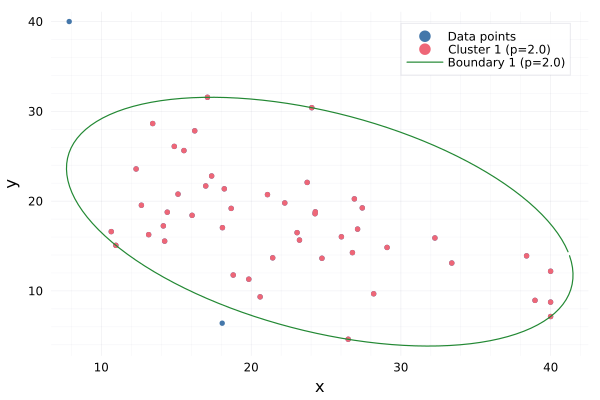 40
30
20
10
y
Data points
Cluster 1 (p=2.0)
Boundary 1 (p=2.0)
10 20 30 40
x